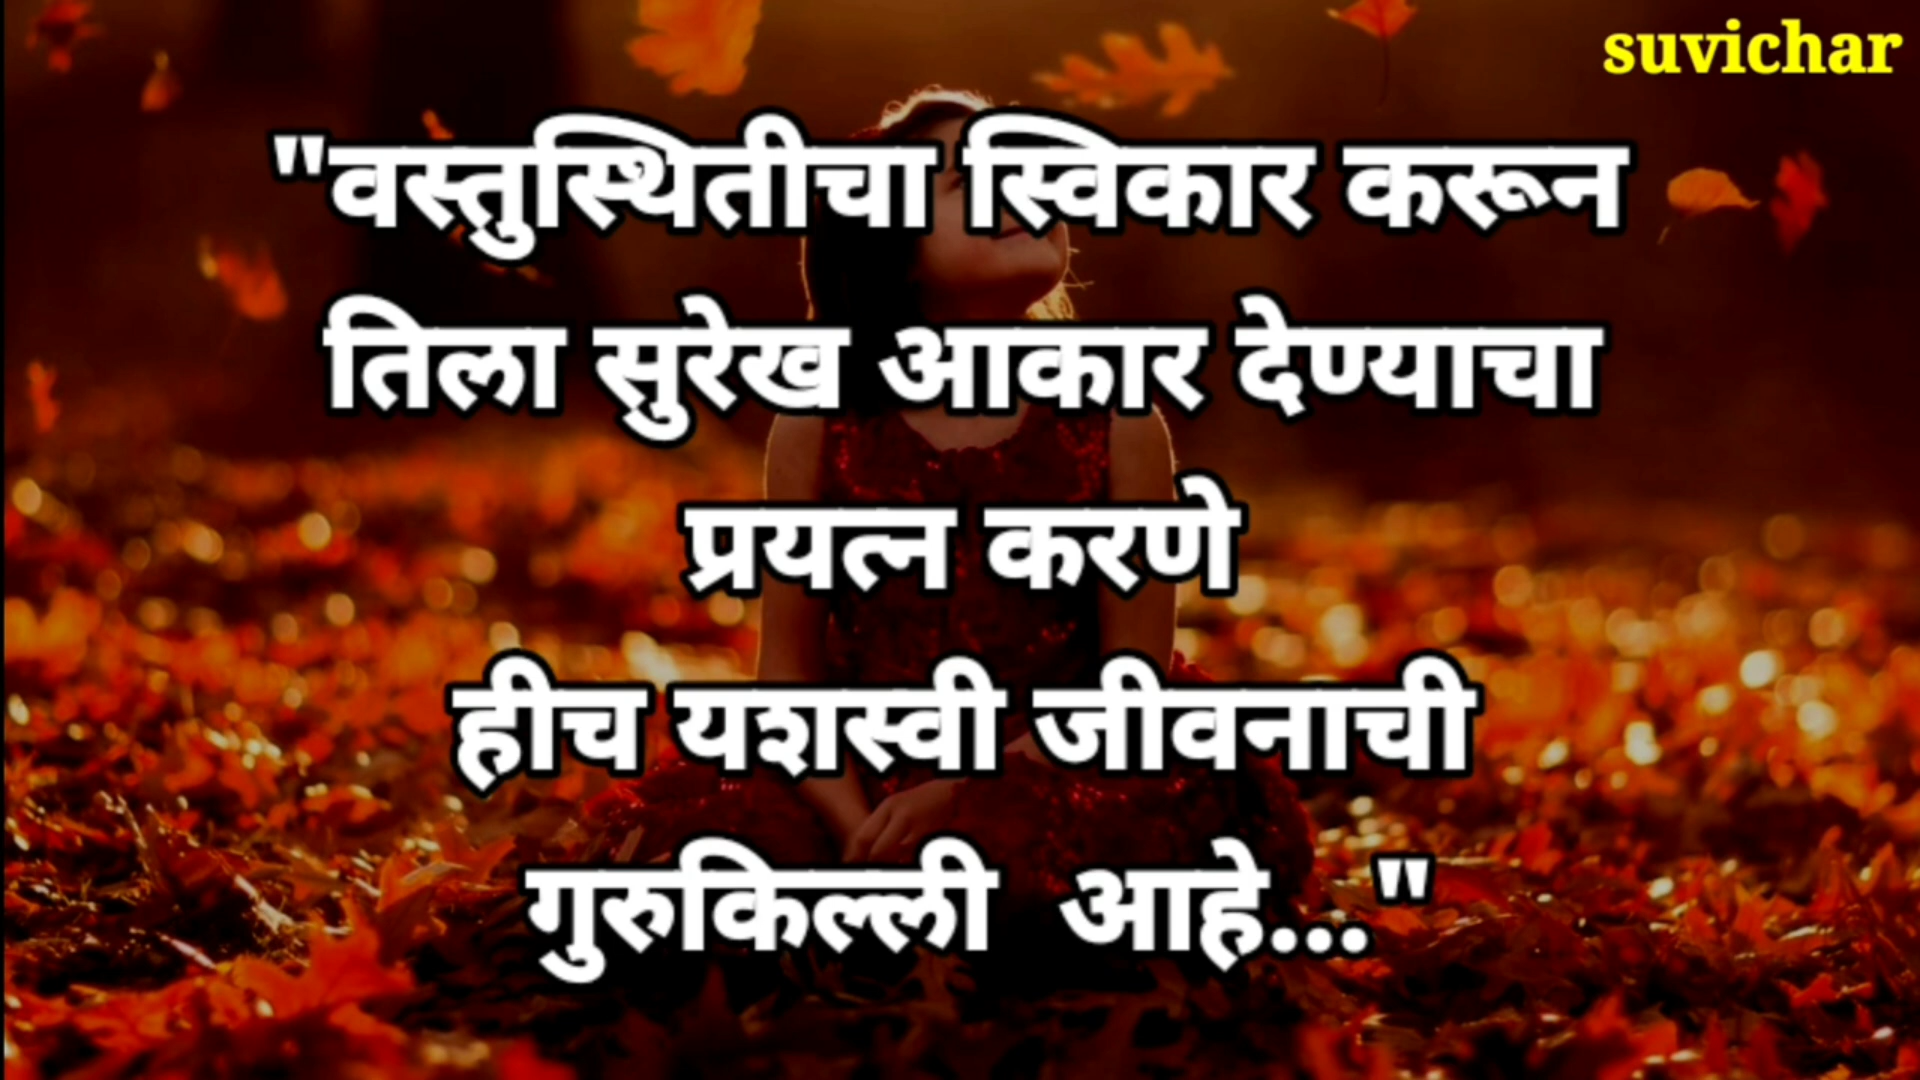 suvichar
"वस्तुस्थितीचा स्विकार करून
तिला सुरेख आकार देण्याचा
प्रयत्न करणे
हीच यशस्वी जीवनाची
गुरुकिल्ली आहे..."